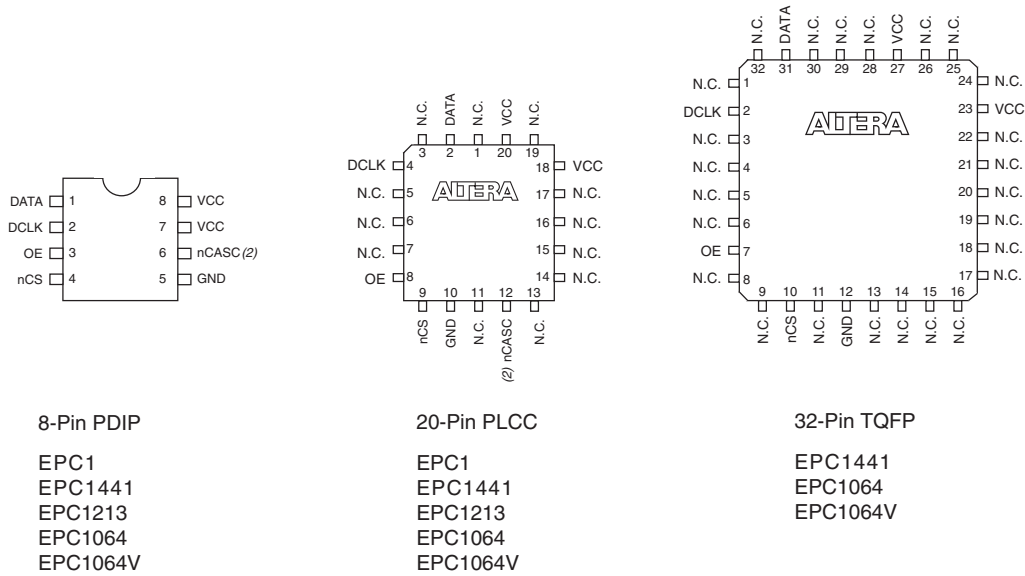 DATA 1 8 VCC
DCLK 2 7 VCC
OE 3 6 nCASC(2)
nCS 4 5 GND
8-Pin PDIP
EPC1
EPC1441
EPC1213
EPC1064
EPC1064V
N.C. DATA N.C. VCC N.C.
3 2 1 20 19
DCLK 4 18 VCC
ALTERA
N.C. 5 17 N.C.
N.C. 6 16 N.C.
N.C. 7 15 N.C.
OE 8 14 N.C.
9 10 11 12 13
nCS GND N.C. (2) nCASC N.C.
20-Pin PLCC
EPC1
EPC1441
EPC1213
EPC1064
EPC1064V
N.C. DATA N.C. N.C. N.C. VCC N.C. N.C.
32 31 30 29 28 27 26 25
N.C. 1 24 N.C.
DCLK 2 23 VCC
ALTERA
N.C. 3 22 N.C.
N.C. 4 21 N.C.
N.C. 5 20 N.C.
N.C. 6 19 N.C.
OE 7 18 N.C.
N.C. 8 17 N.C.
9 10 11 12 13 14 15 16
N.C. nCS N.C. GND N.C. N.C. N.C. N.C.
32-Pin TQFP
EPC1441
EPC1064
EPC1064V